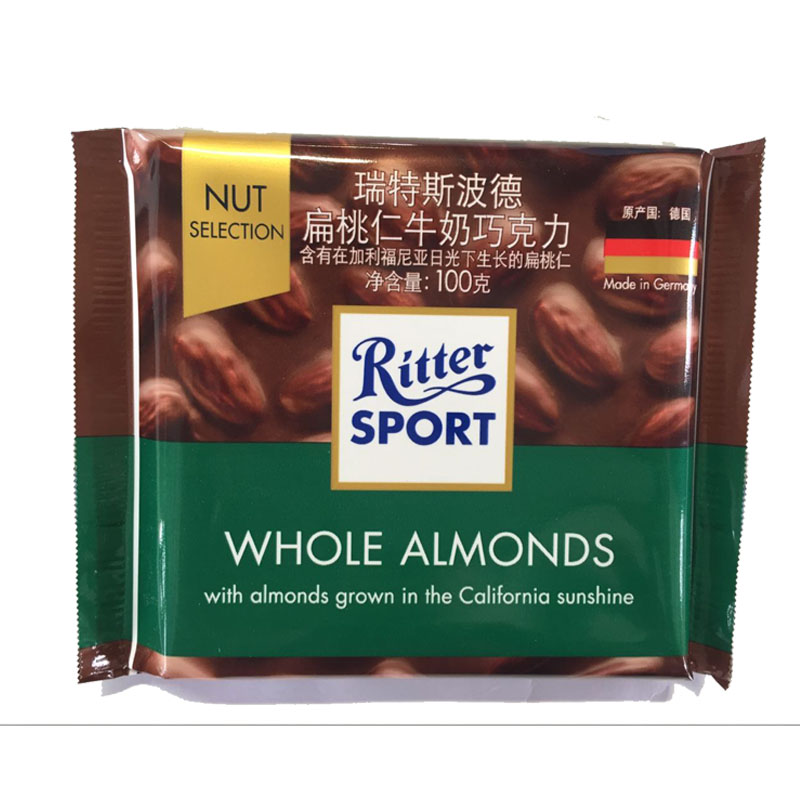 NUT
SELECTION
瑞特斯波德
扁桃仁牛奶巧克力
含有在加利福尼亚日光下生长的扁桃仁
净含量:100克
原产国:德国
Made in Germany
Ritter
SPORT
WHOLE ALMONDS
with almonds grown in the California sunshine